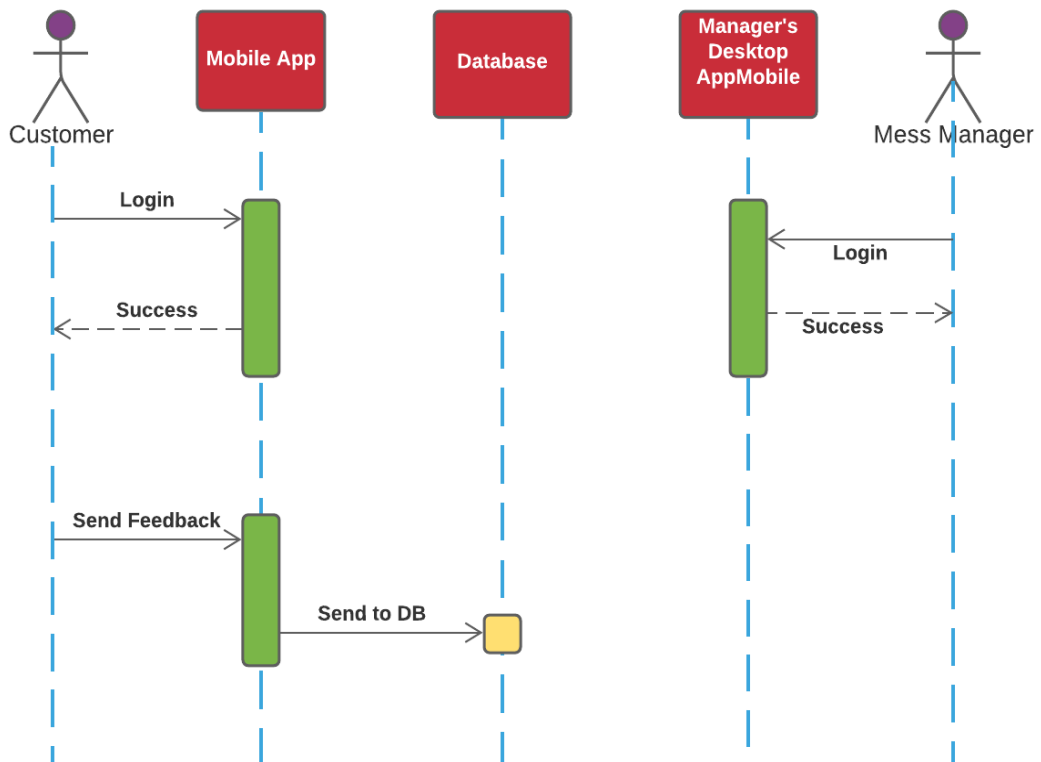 Customer
Mobile App
Database
Manager's
Desktop
AppMobile
Mess Manager
Login
Login
Success
Success
Send Feedback
Send to DB